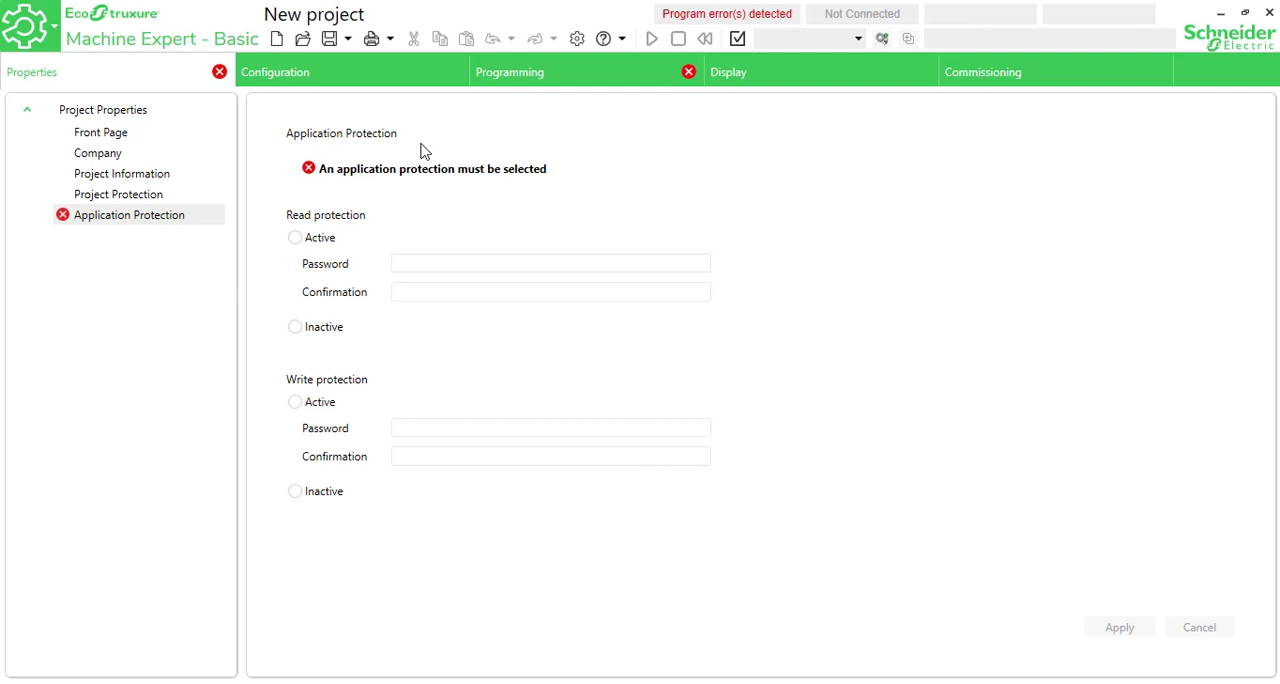 EcoStruxure
New project
Program error(s) detected
Not Connected
Machine Expert - Basic
Schneider
Electric
Properties
Configuration
Programming
Display
Commissioning
Project Properties
Front Page
Company
Project Information
Project Protection
Application Protection
Application Protection
An application protection must be selected
Read protection
Active
Password
Confirmation
Inactive
Write protection
Active
Password
Confirmation
Inactive
Apply
Cancel